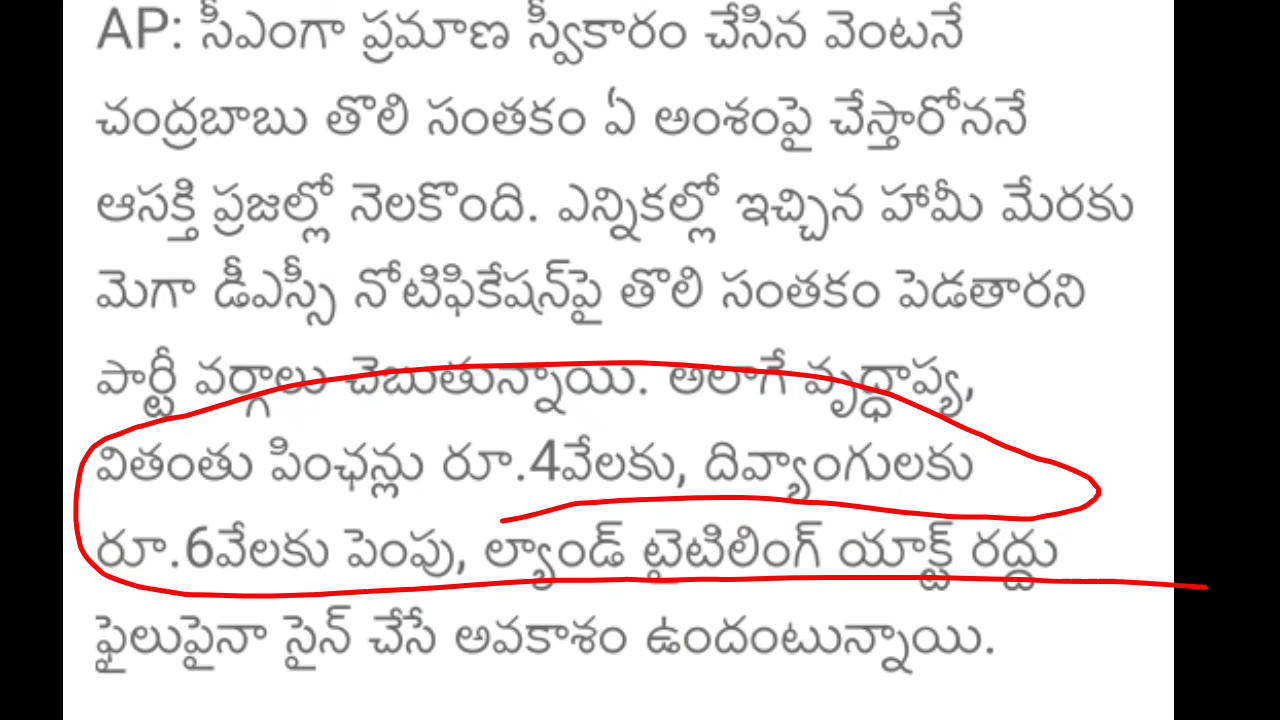 AP: సీఎంగా ప్రమాణ స్వీకారం చేసిన వెంటనే
చంద్రబాబు తొలి సంతకం ఏ అంశంపై చేస్తారోననే
ఆసక్తి ప్రజల్లో నెలకొంది. ఎన్నికల్లో ఇచ్చిన హామీ మేరకు
మెగా డీఎస్సీ నోటిఫికేషన్‌పై తొలి సంతకం పెడతారని
పార్టీ వర్గాలు చెబుతున్నాయి. అలాగే వృద్ధాప్య,
వితంతు పింఛన్లు రూ.4వేలకు, దివ్యాంగులకు
రూ.6వేలకు పెంపు, ల్యాండ్ టైటిలింగ్ యాక్ట్ రద్దు
ఫైలుపైనా సైన్ చేసే అవకాశం ఉందంటున్నాయి.